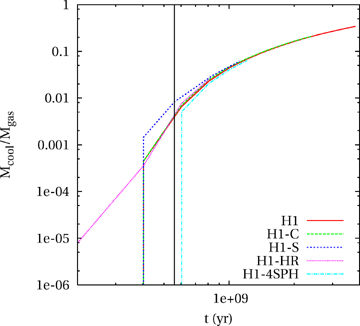 1
0.1
0.01
0.001
1e-04
1e-05
1e-06
M_cool/M_gas
H1
H1-C
H1-S
H1-HR
H1-4SPH
1e+09
t (yr)